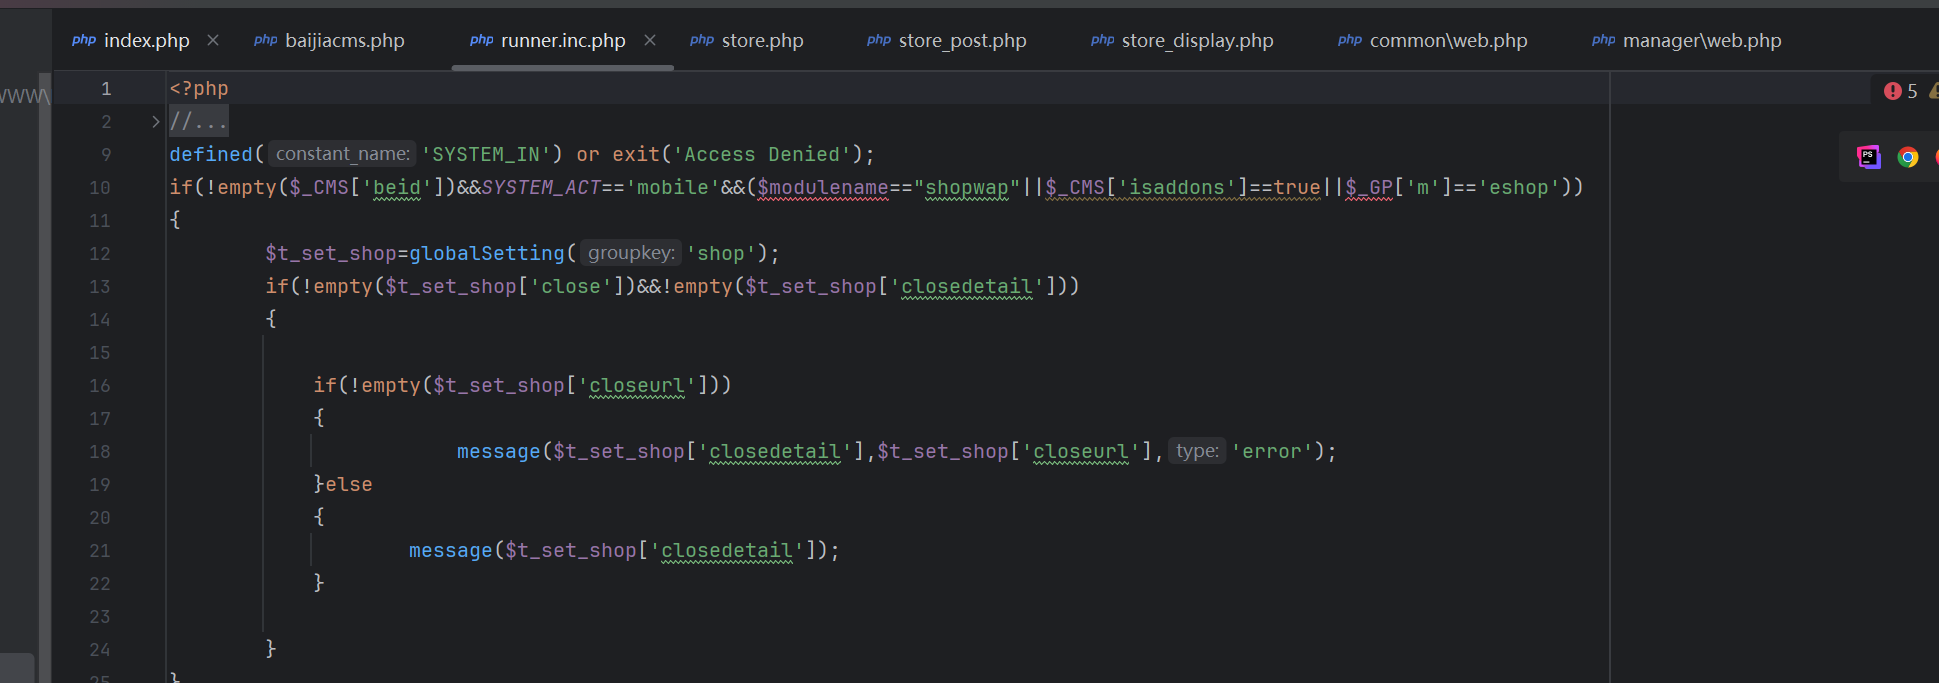 php index.php × php baijiacms.php php runner.inc.php × php store.php php store_post.php php store_display.php php common\web.php php manager\web.php
1 <?php
5
2 //...
9 defined( constant_name: 'SYSTEM_IN') or exit('Access Denied');
10 if(!empty($_CMS['beid'])&&SYSTEM_ACT=='mobile'&&($modulename=="shopwap"||$_CMS['isaddons']==true||$_GP['m']=='eshop'))
11 {
12 $t_set_shop=globalSetting( groupkey: 'shop');
13 if(!empty($t_set_shop['close'])&&!empty($t_set_shop['closedetail']))
14 {
15
16 if(!empty($t_set_shop['closeurl']))
17 {
18 message($t_set_shop['closedetail'],$t_set_shop['closeurl'], type: 'error');
19 }else
20 {
21 message($t_set_shop['closedetail']);
22 }
23
24 }
25 }